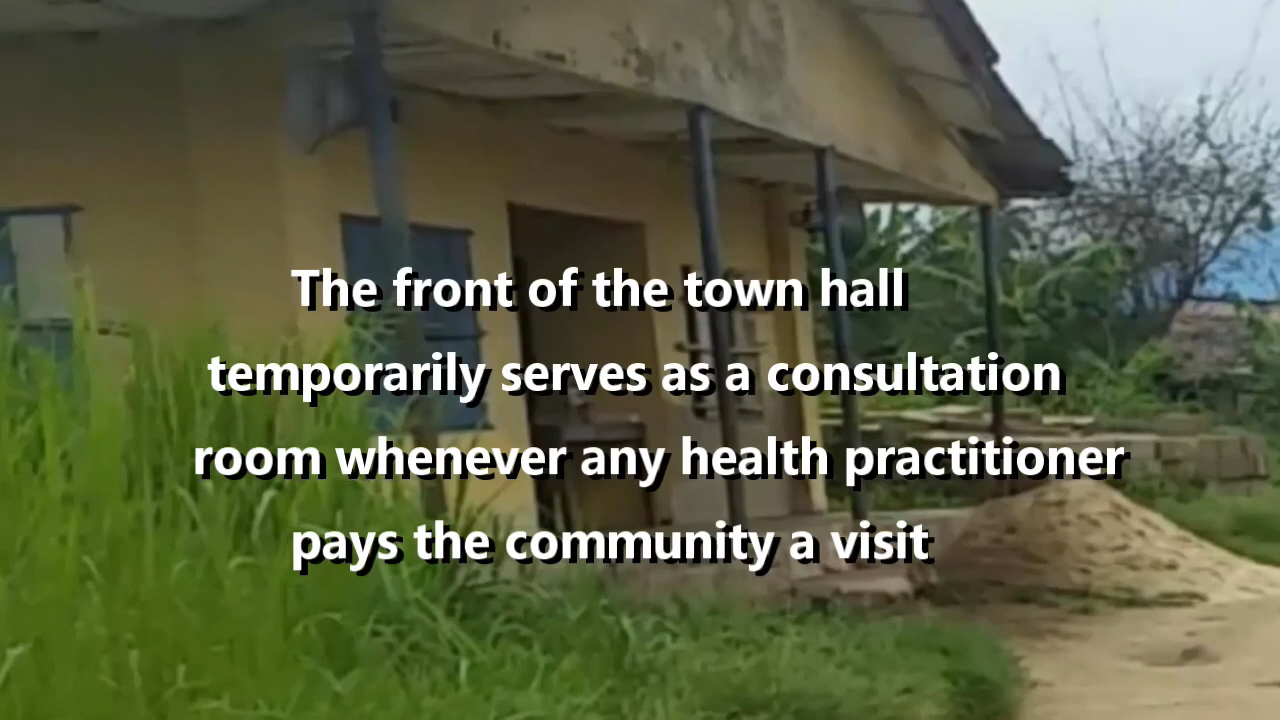 The front of the town hall
temporarily serves as a consultation
room whenever any health practitioner
pays the community a visit